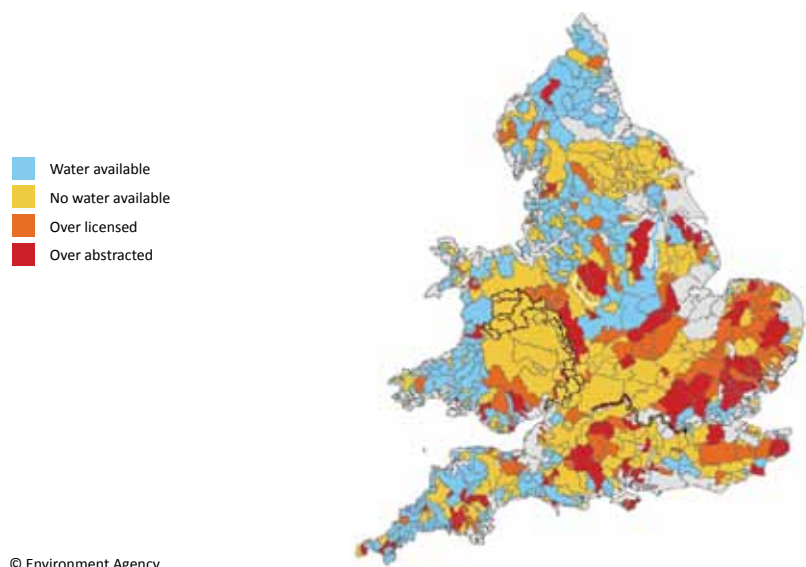 Water available
No water available
Over licensed
Over abstracted
© Environment Agency